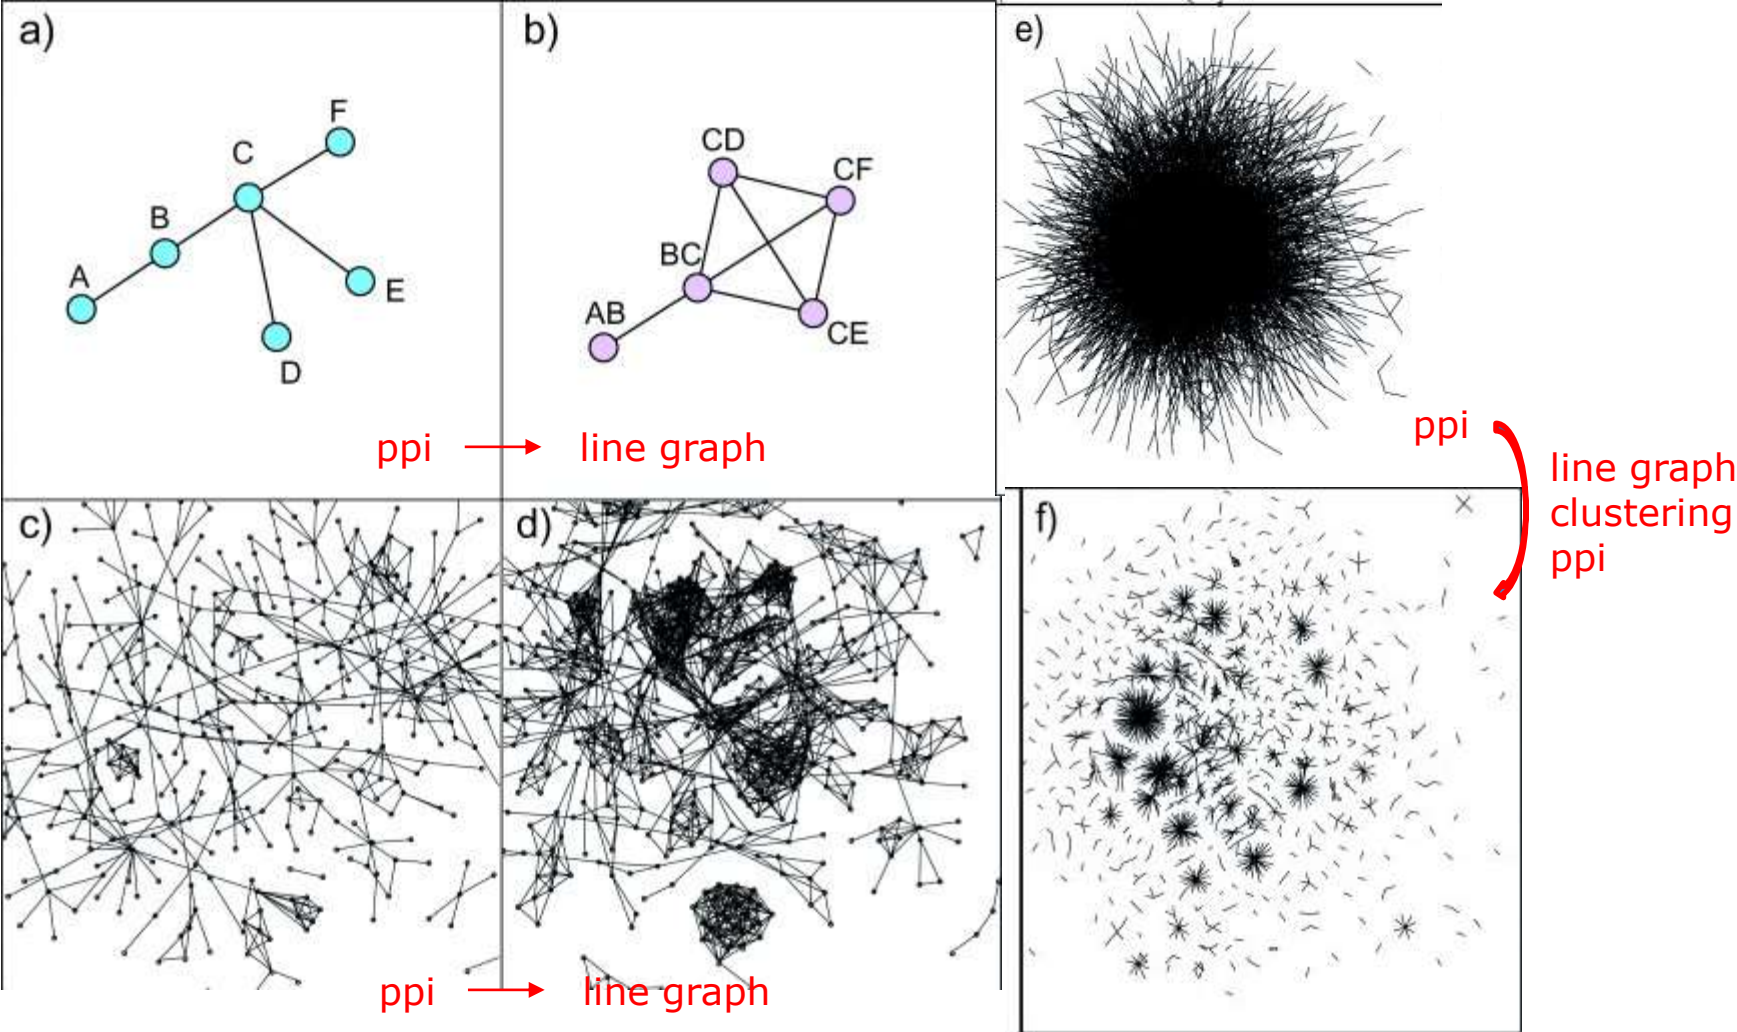 a)
F
C
B
A
E
D
b)
CD
CF
BC
AB
CE
ppi → line graph
e)
ppi
line graph
clustering
ppi
c)
d)
ppi → line graph
f)